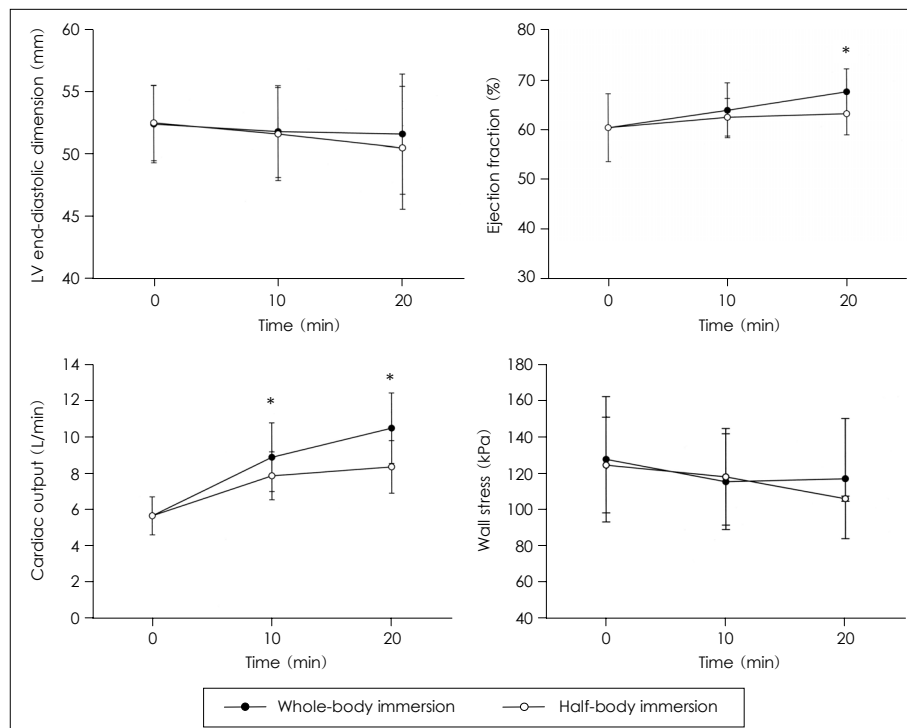 LV end-diastolic dimension (mm)
60
55
50
45
40
0 10 20
Time (min)
Ejection fraction (%)
80
70
60
50
40
30
*
0 10 20
Time (min)
Cardiac output (L/min)
14
12
10
8
6
4
2
0
* *
0 10 20
Time (min)
Wall stress (kPa)
180
160
140
120
100
80
60
40
0 10 20
Time (min)
Whole-body immersion Half-body immersion